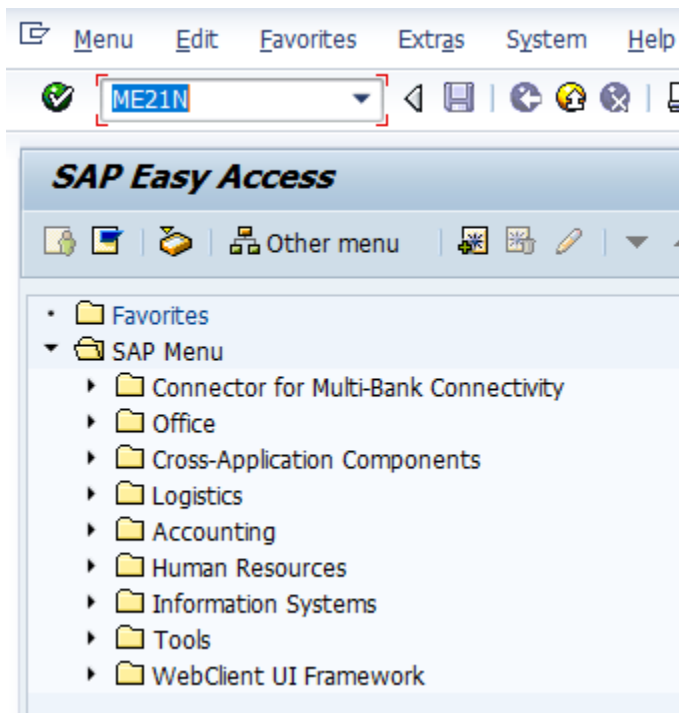 Menu Edit Favorites Extras System Help
ME21N
SAP Easy Access
Other menu
Favorites
SAP Menu
Connector for Multi-Bank Connectivity
Office
Cross-Application Components
Logistics
Accounting
Human Resources
Information Systems
Tools
WebClient UI Framework